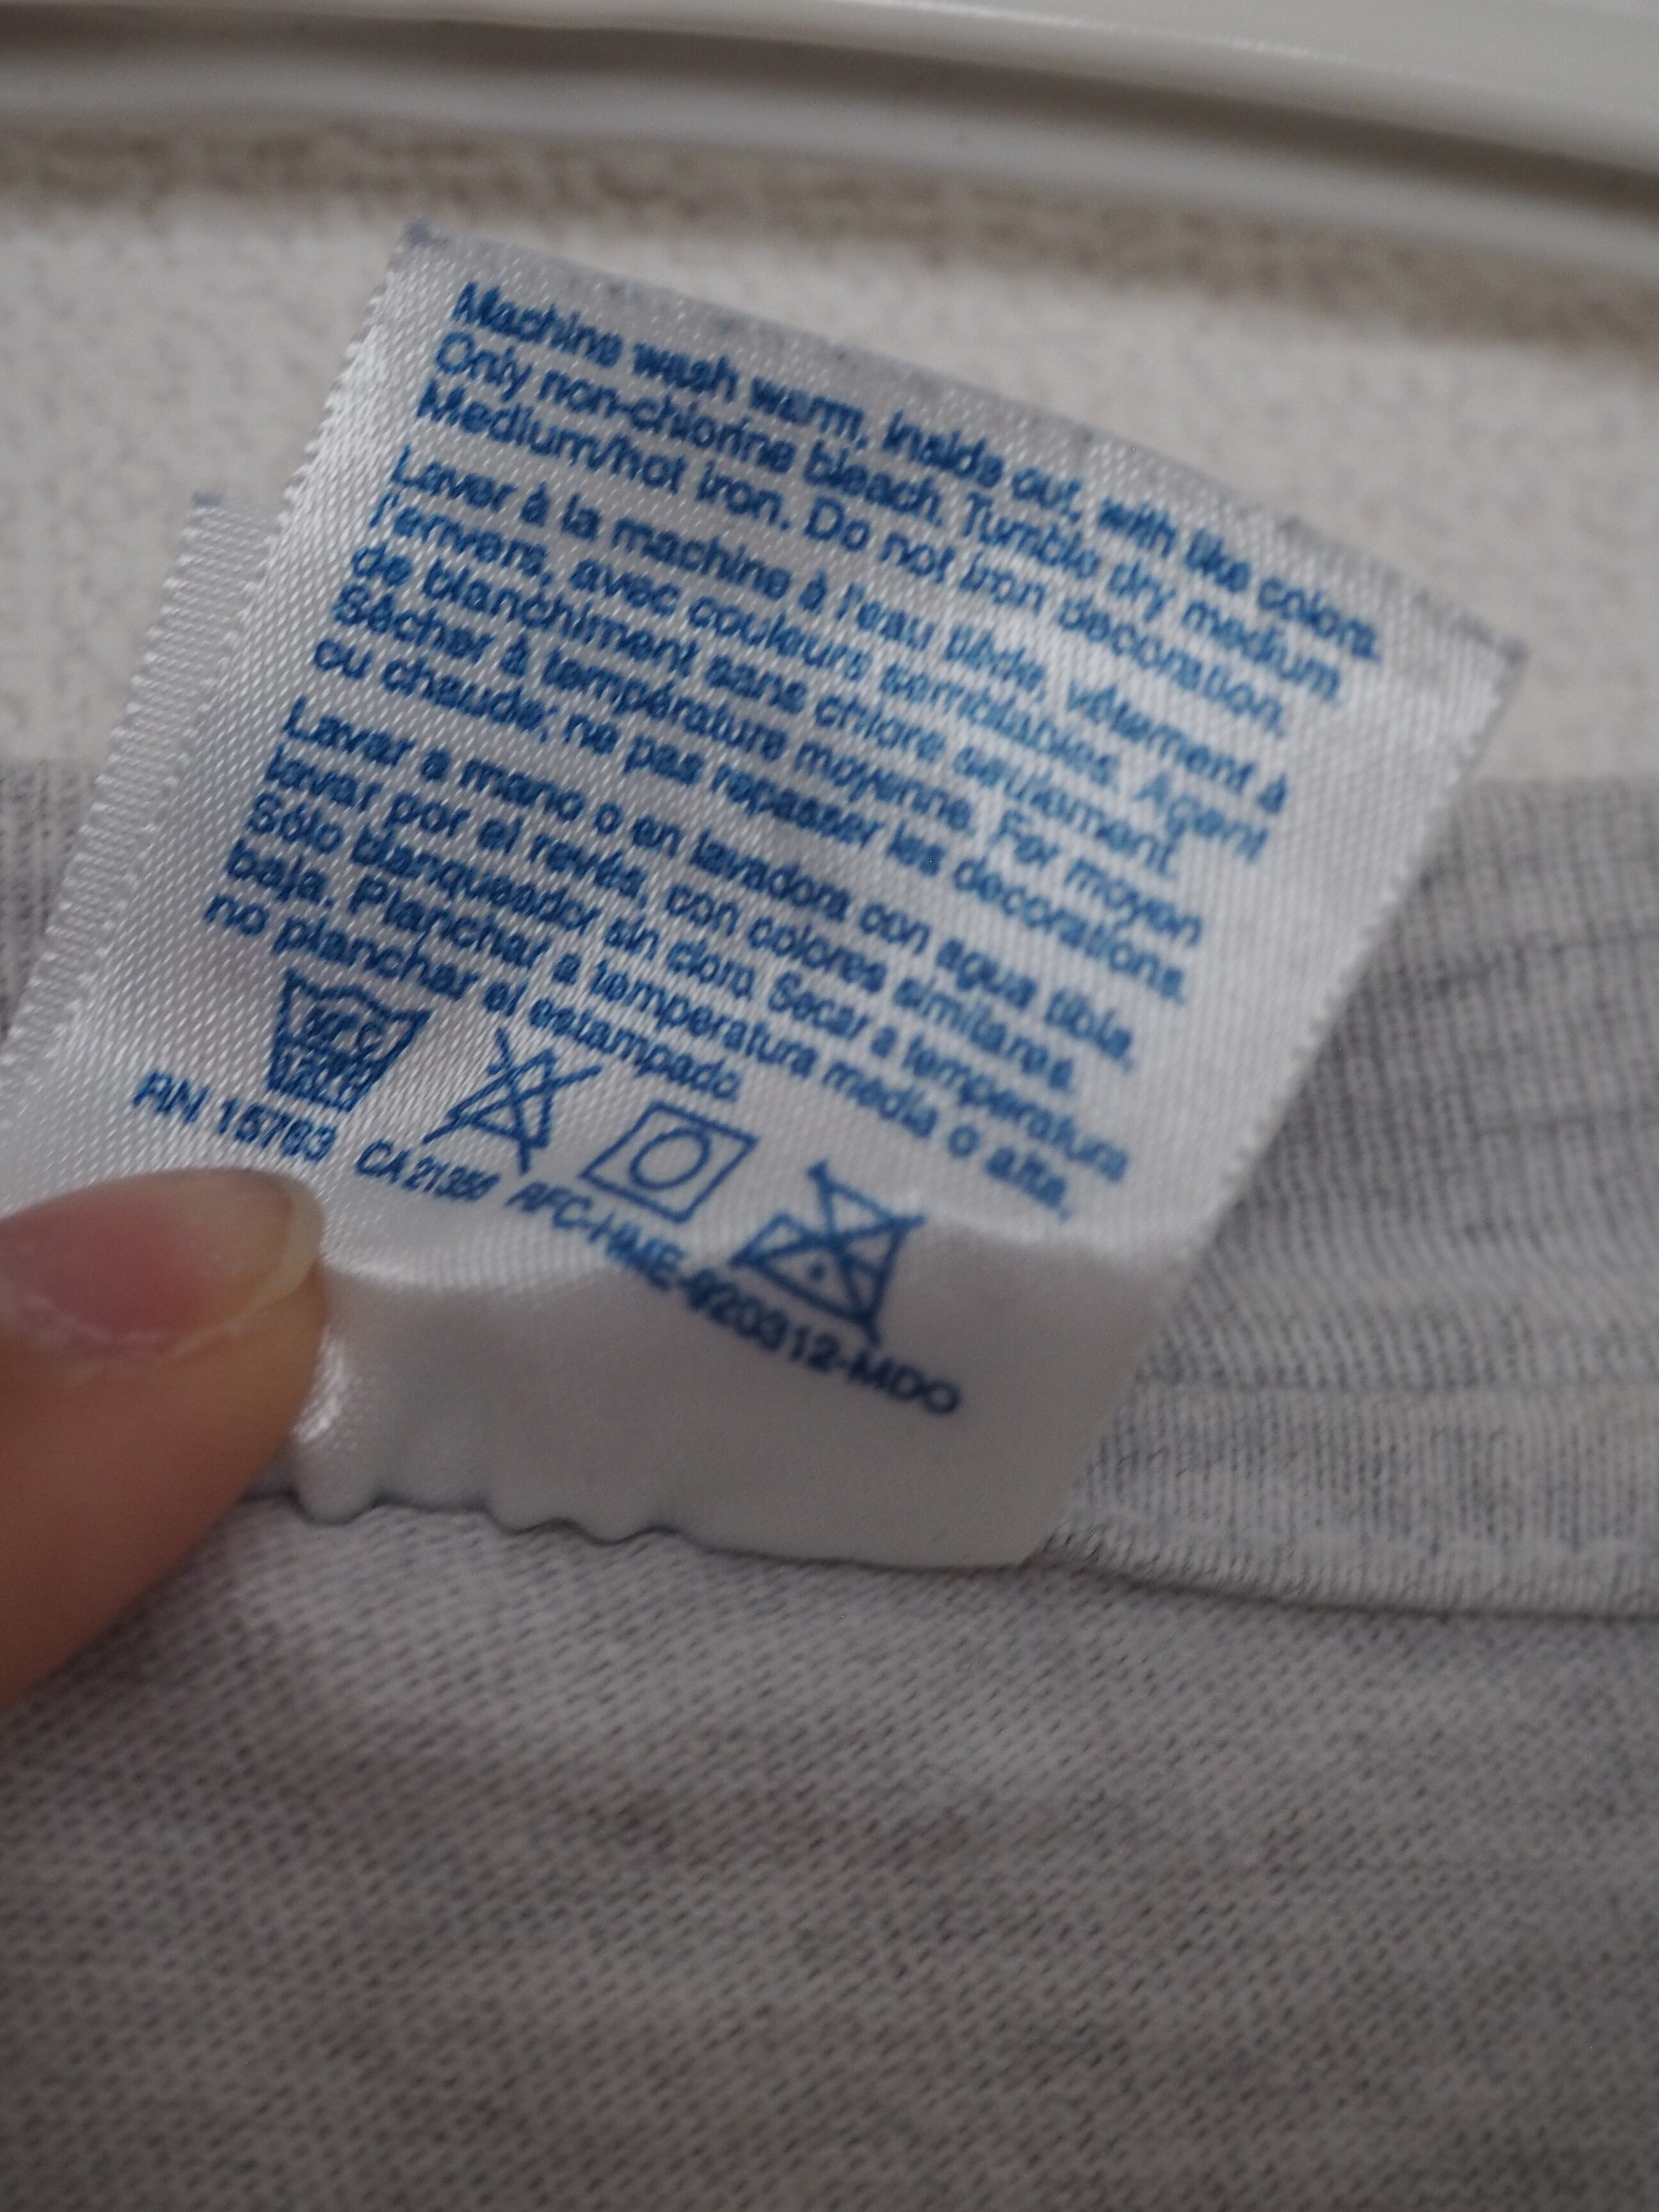 Machine wash warm, inside out, with like colors.
Only non-chlorine bleach. Tumble dry medium.
Medium/hot iron. Do not iron decoration.
Laver à la machine à l'eau tiède, vêtement à
l'envers, avec couleurs semblables. Agent
de blanchiment sans chlore seulement.
Sécher à température moyenne. Fer moyen
ou chaude; ne pas repasser les decorations.
Lavar a mano o en lavadora con agua tibia,
lavar por el revés, con colores similares.
Sólo blanqueador sin cloro. Secar a temperatura
baja. Planchar a temperatura media o alta,
no planchar el estampado.
RN 15763 CA 21356 AFC-HME-020312-MDO